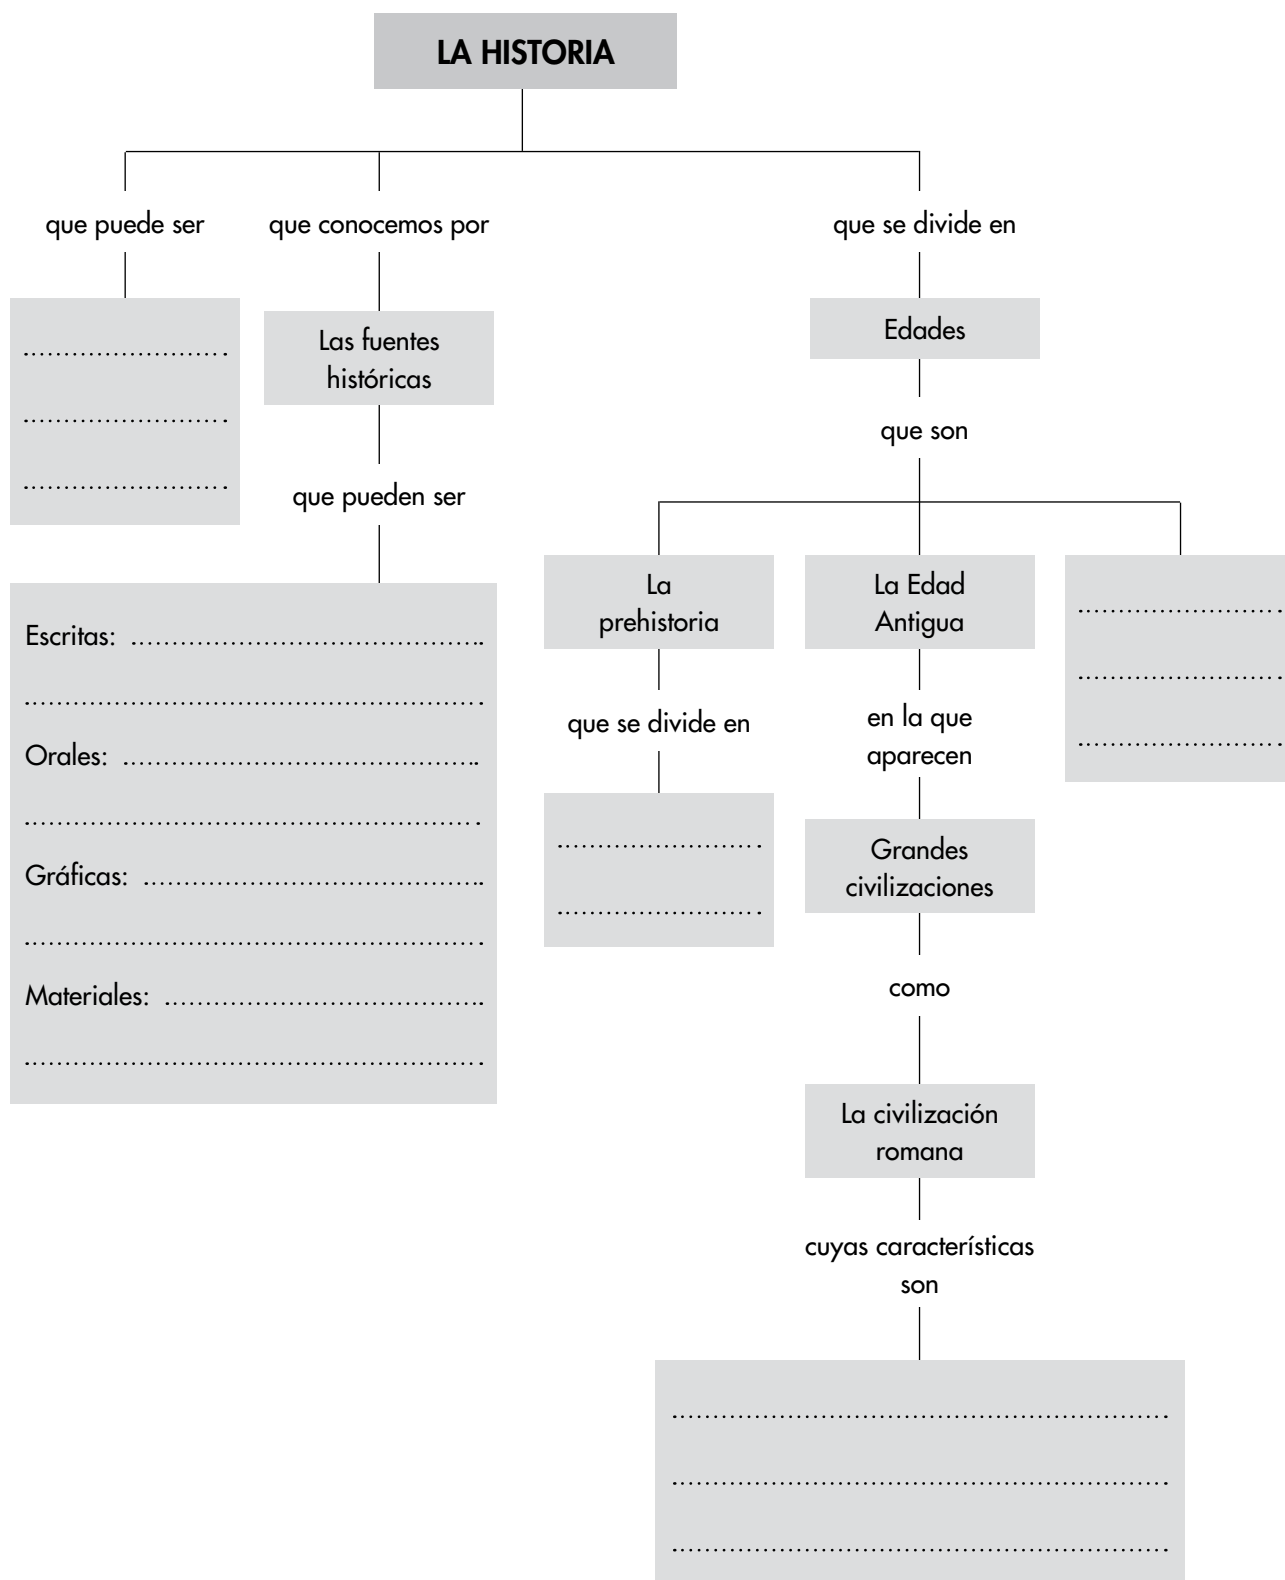 LA HISTORIA
que puede ser
que conocemos por
Las fuentes
históricas
que pueden ser
Escritas:
Orales:
Gráficas:
Materiales:
que se divide en
Edades
que son
La
prehistoria
que se divide en
La Edad
Antigua
en la que
aparecen
Grandes
civilizaciones
como
La civilización
romana
cuyas características
son